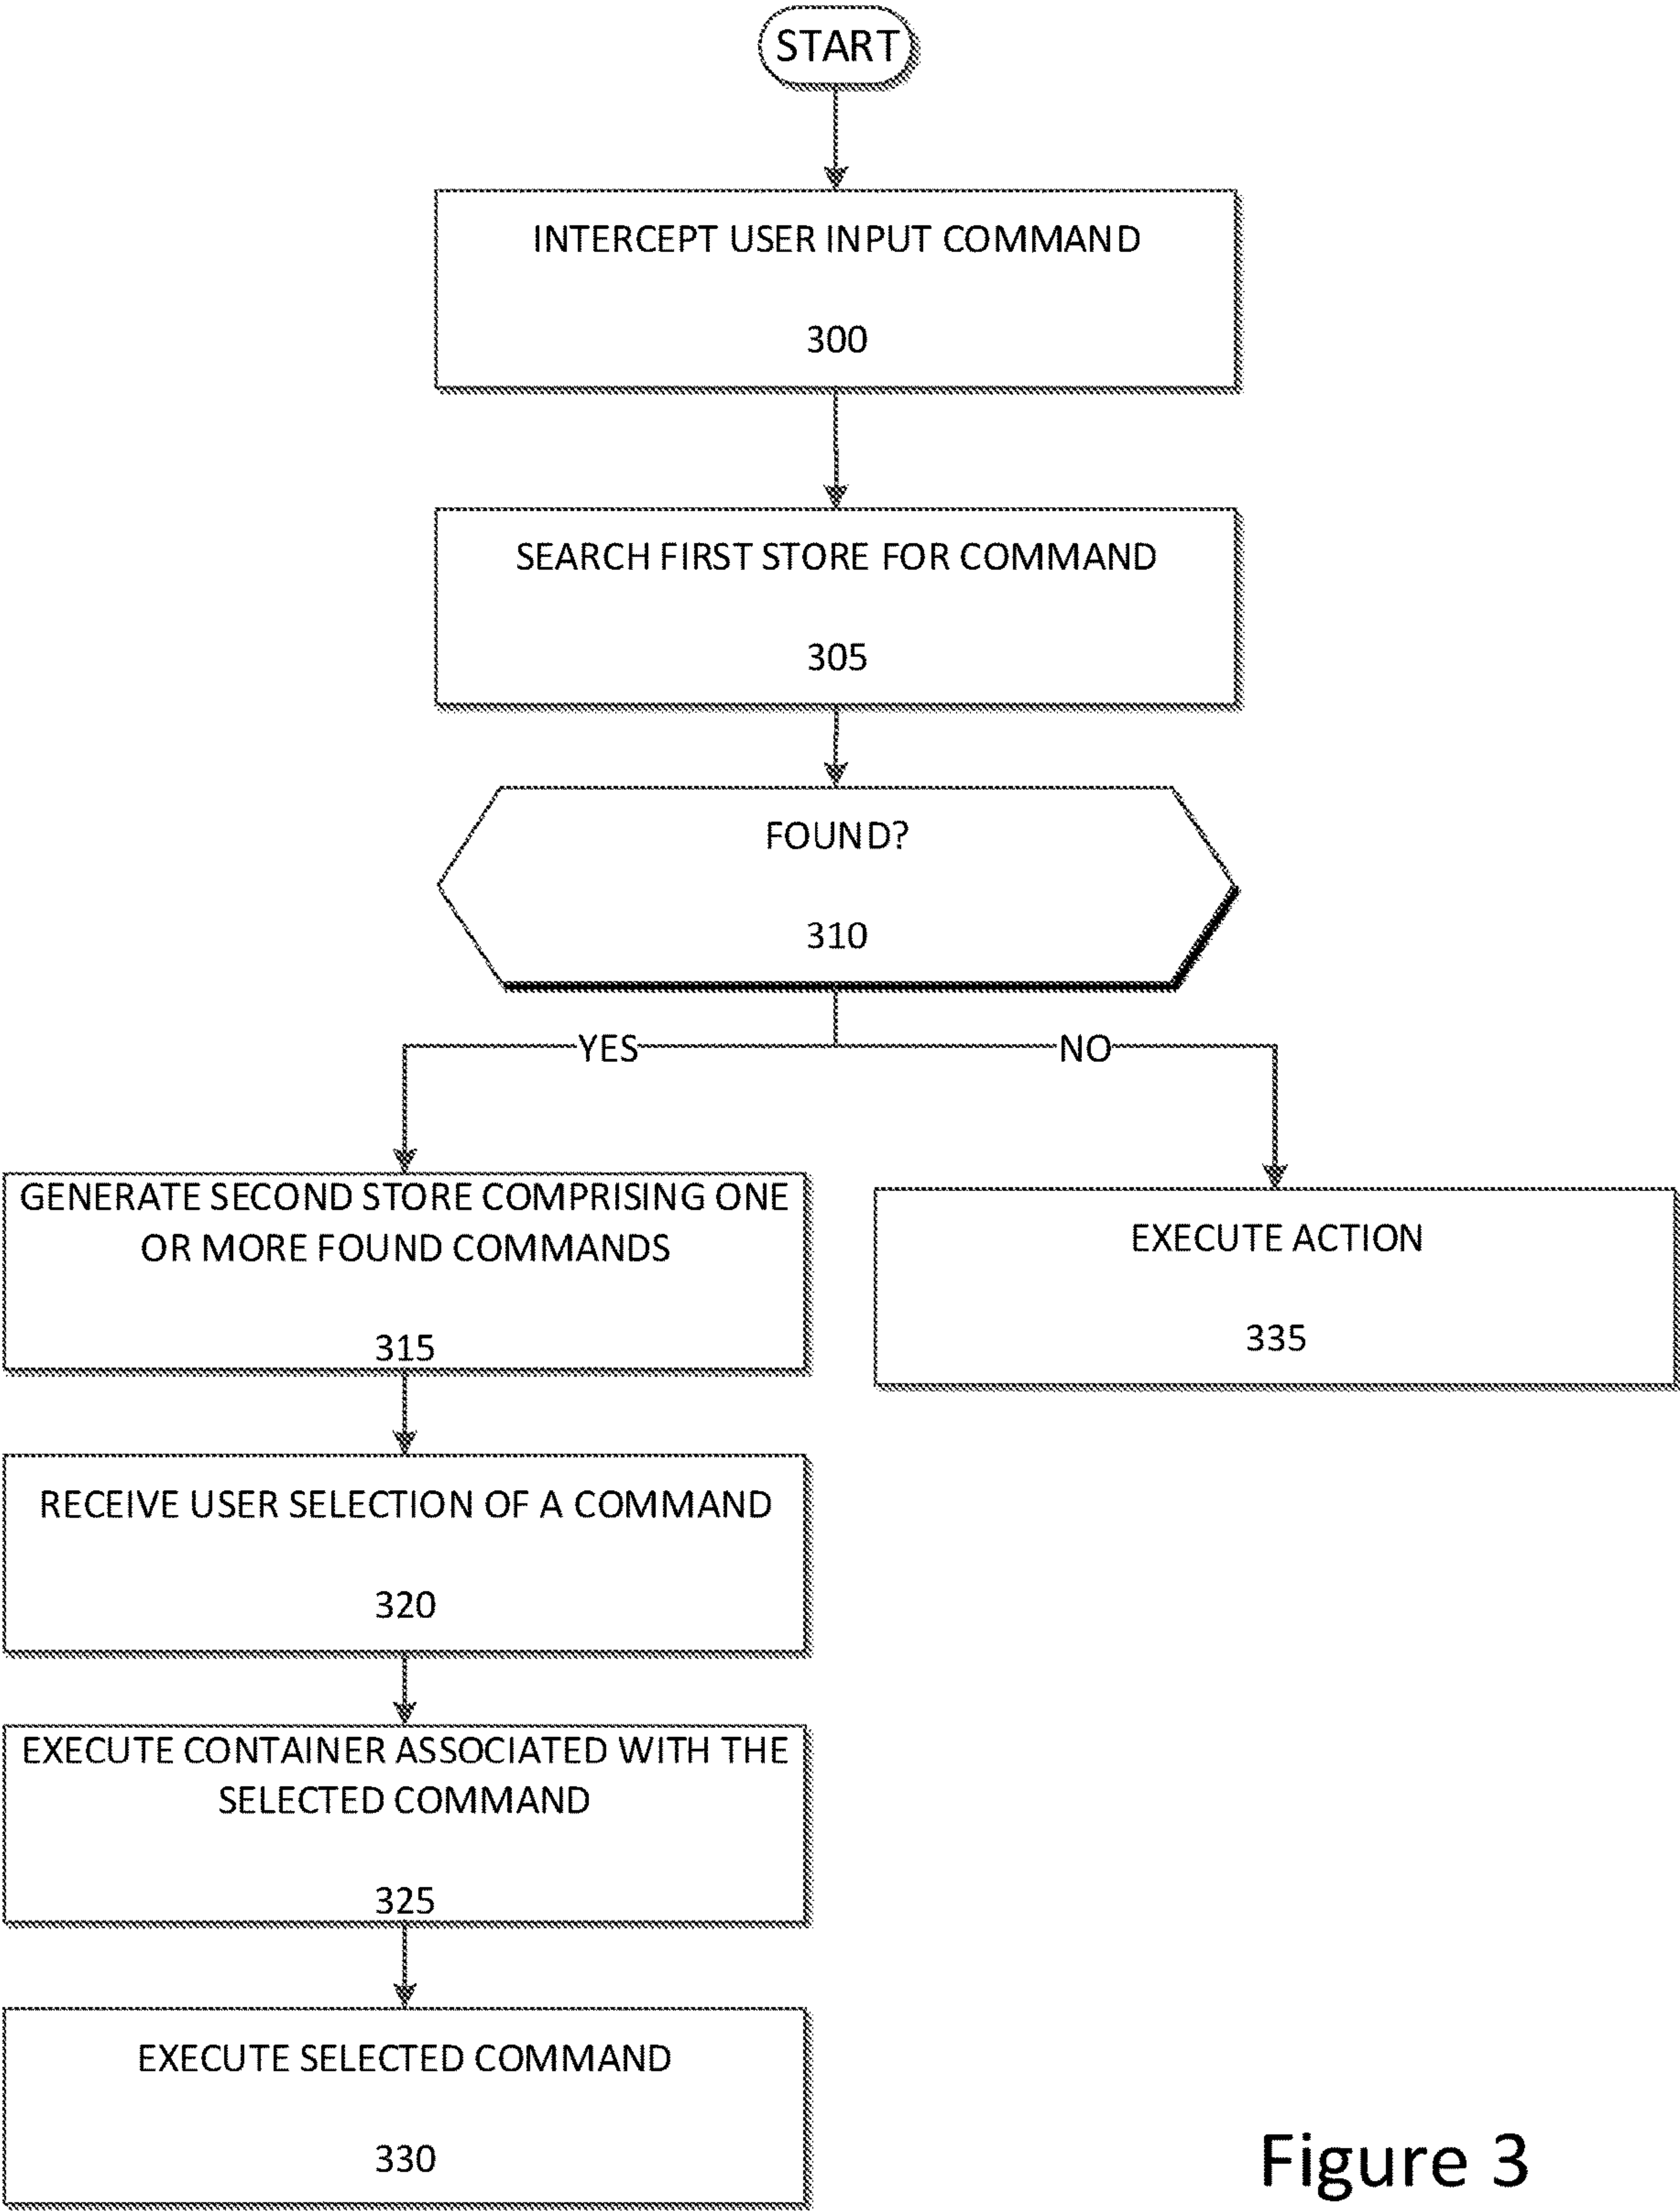 START
INTERCEPT USER INPUT COMMAND
300
SEARCH FIRST STORE FOR COMMAND
305
FOUND?
310
YES
NO
GENERATE SECOND STORE COMPRISING ONE
OR MORE FOUND COMMANDS
315
EXECUTE ACTION
335
RECEIVE USER SELECTION OF A COMMAND
320
EXECUTE CONTAINER ASSOCIATED WITH THE
SELECTED COMMAND
325
EXECUTE SELECTED COMMAND
330
Figure 3